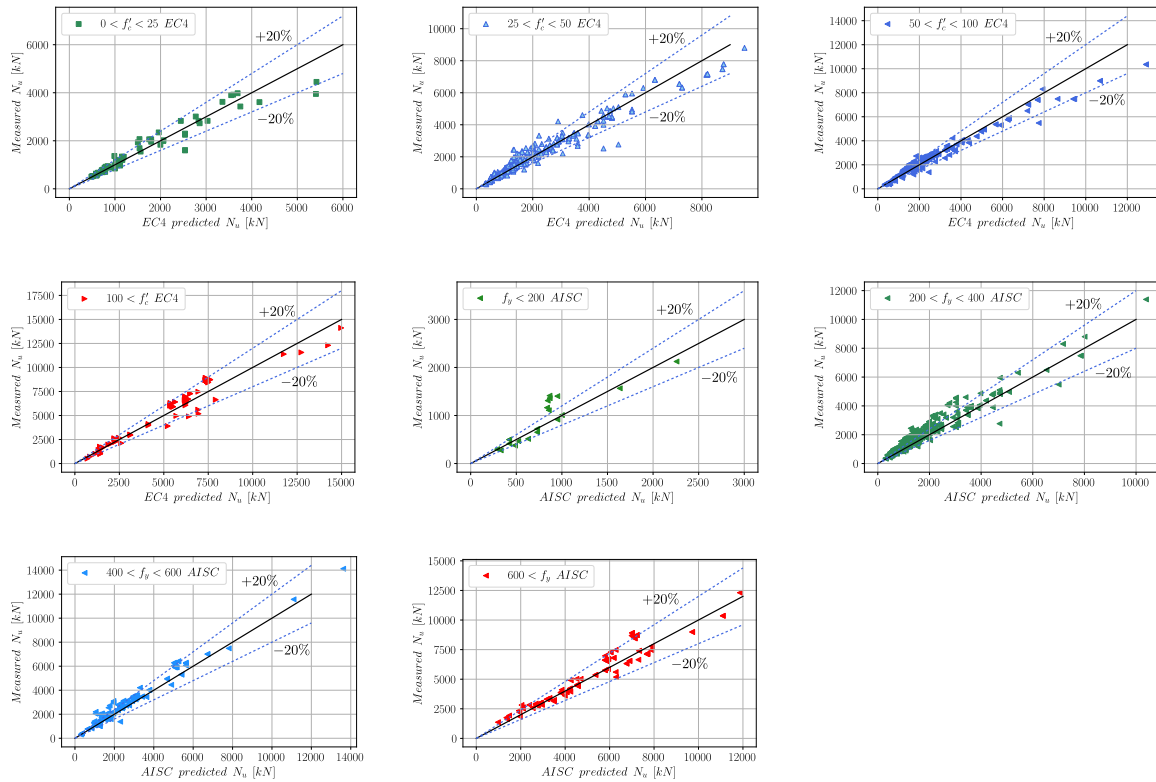 0 < f'c < 25 EC4
+20%
−20%
Measured Nu [kN]
6000
4000
2000
0
0 1000 2000 3000 4000 5000 6000
EC4 predicted Nu [kN]
25 < f'c < 50 EC4
+20%
−20%
Measured Nu [kN]
10000
8000
6000
4000
2000
0
0 2000 4000 6000 8000
EC4 predicted Nu [kN]
50 < f'c < 100 EC4
+20%
−20%
Measured Nu [kN]
14000
12000
10000
8000
6000
4000
2000
0
0 2000 4000 6000 8000 10000 12000
EC4 predicted Nu [kN]
100 < f'c EC4
+20%
−20%
Measured Nu [kN]
17500
15000
12500
10000
7500
5000
2500
0
0 2500 5000 7500 10000 12500 15000
EC4 predicted Nu [kN]
fy < 200 AISC
+20%
−20%
Measured Nu [kN]
3000
2000
1000
0
0 500 1000 1500 2000 2500 3000
AISC predicted Nu [kN]
200 < fy < 400 AISC
+20%
−20%
Measured Nu [kN]
12000
10000
8000
6000
4000
2000
0
0 2000 4000 6000 8000 10000
AISC predicted Nu [kN]
400 < fy < 600 AISC
+20%
−20%
Measured Nu [kN]
14000
12000
10000
8000
6000
4000
2000
0
0 2000 4000 6000 8000 10000 12000
AISC predicted Nu [kN]
600 < fy AISC
+20%
−20%
Measured Nu [kN]
15000
12500
10000
7500
5000
2500
0
0 2000 4000 6000 8000 10000 12000
AISC predicted Nu [kN]